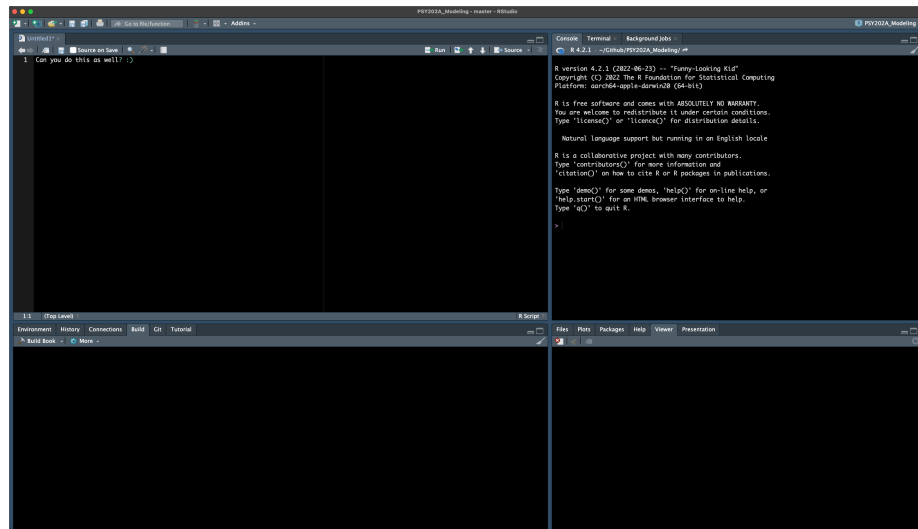 PSY202A_Modeling - master - RStudio
Go to file/function
Addins
PSY202A_Modeling
Untitled1*
Source on Save
Run
Source
1 Can you do this as well? :)
1:1 (Top Level)
R Script
Console Terminal Background Jobs
R 4.2.1 · ~/Github/PSY202A_Modeling/
R version 4.2.1 (2022-06-23) -- "Funny-Looking Kid"
Copyright (C) 2022 The R Foundation for Statistical Computing
Platform: aarch64-apple-darwin20 (64-bit)
R is free software and comes with ABSOLUTELY NO WARRANTY.
You are welcome to redistribute it under certain conditions.
Type 'license()' or 'licence()' for distribution details.
Natural language support but running in an English locale
R is a collaborative project with many contributors.
Type 'contributors()' for more information and
'citation()' on how to cite R or R packages in publications.
Type 'demo()' for some demos, 'help()' for on-line help, or
'help.start()' for an HTML browser interface to help.
Type 'q()' to quit R.
>
Environment History Connections Build Git Tutorial
Build Book More
Files Plots Packages Help Viewer Presentation